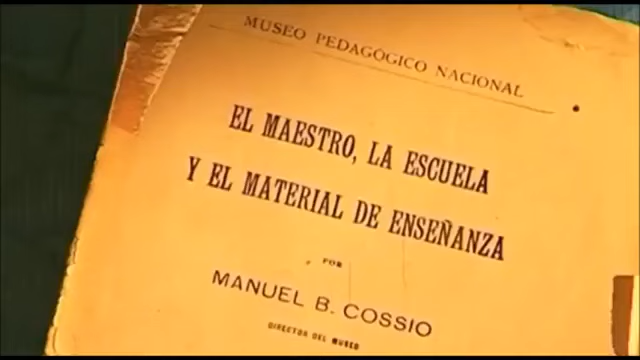 MUSEO PEDAGÓGICO NACIONAL
EL MAESTRO, LA ESCUELA
Y EL MATERIAL DE ENSEÑANZA
POR
MANUEL B. COSSIO
DIRECTOR DEL MUSEO